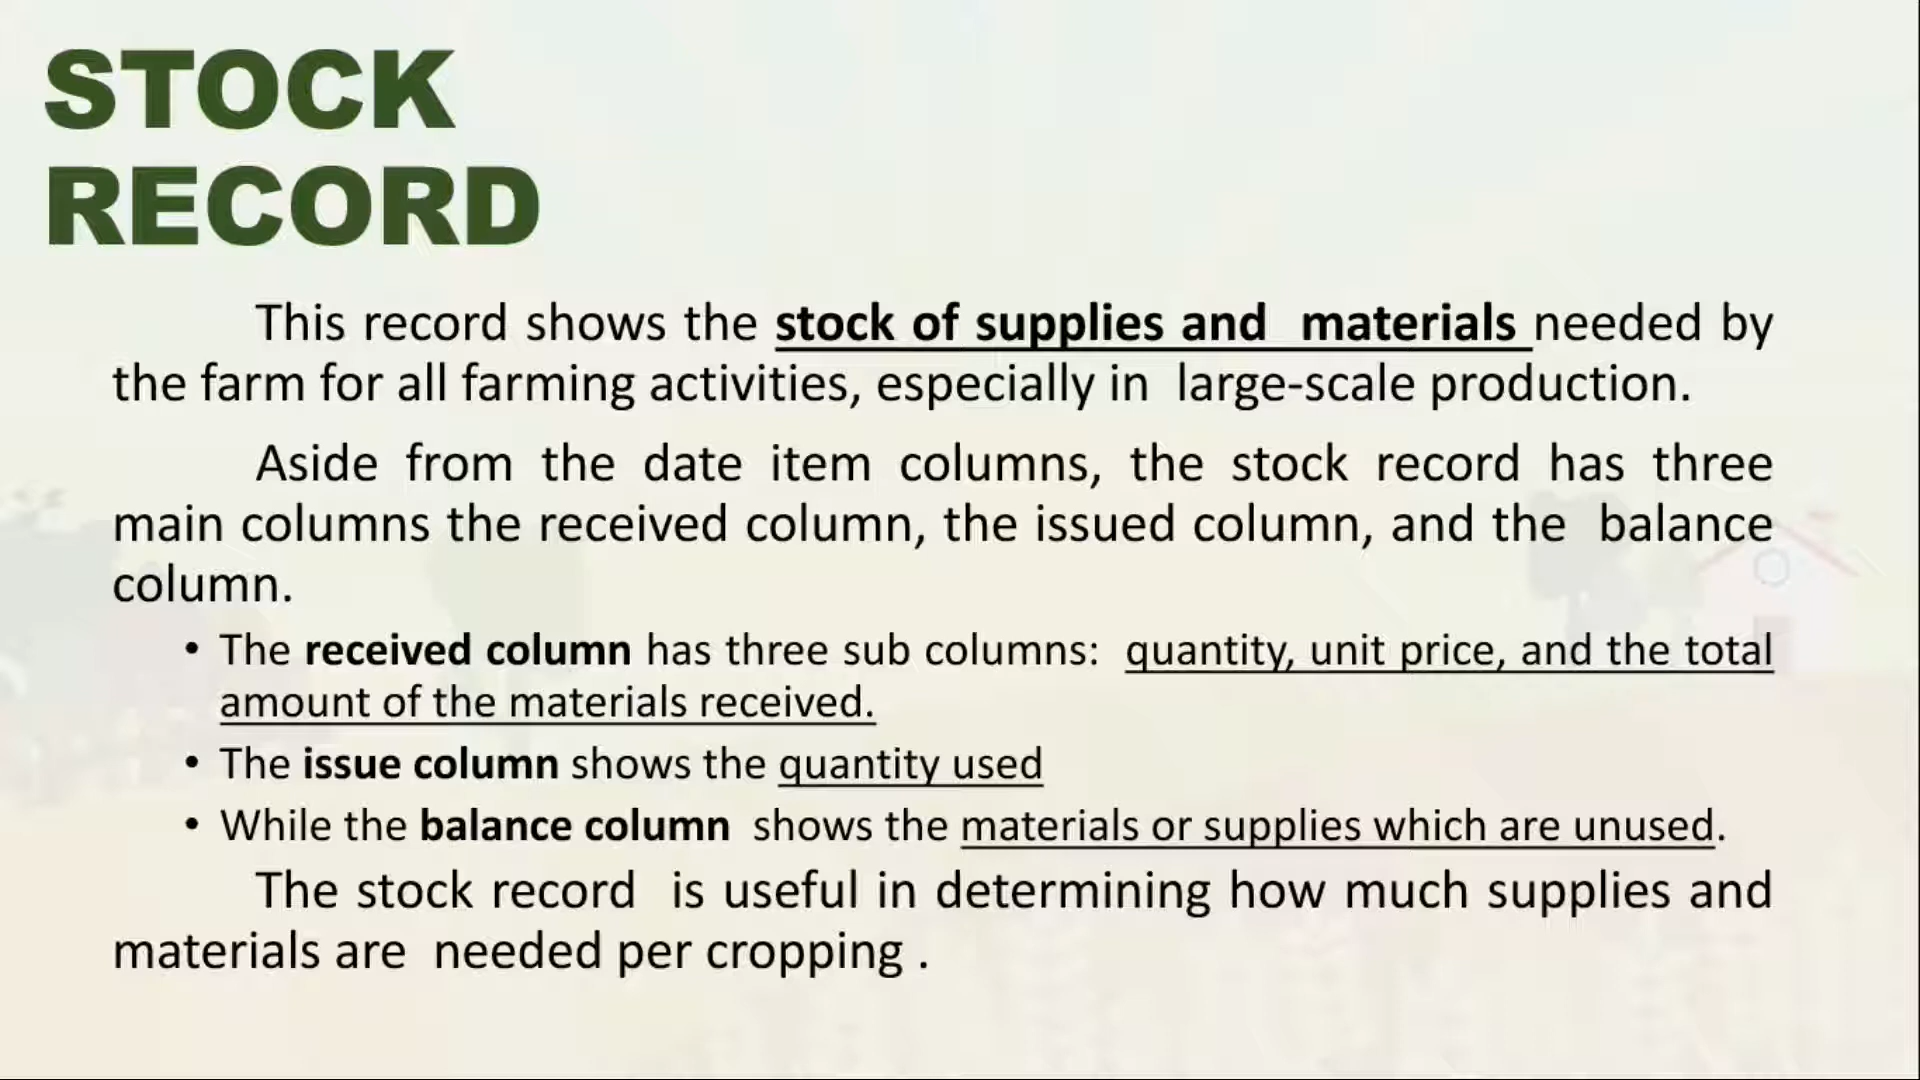 STOCK
RECORD
This record shows the stock of supplies and materials needed by
the farm for all farming activities, especially in large-scale production.
Aside from the date item columns, the stock record has three
main columns the received column, the issued column, and the balance
column.
• The received column has three sub columns: quantity, unit price, and the total
amount of the materials received.
• The issue column shows the quantity used
• While the balance column shows the materials or supplies which are unused.
The stock record is useful in determining how much supplies and
materials are needed per cropping .